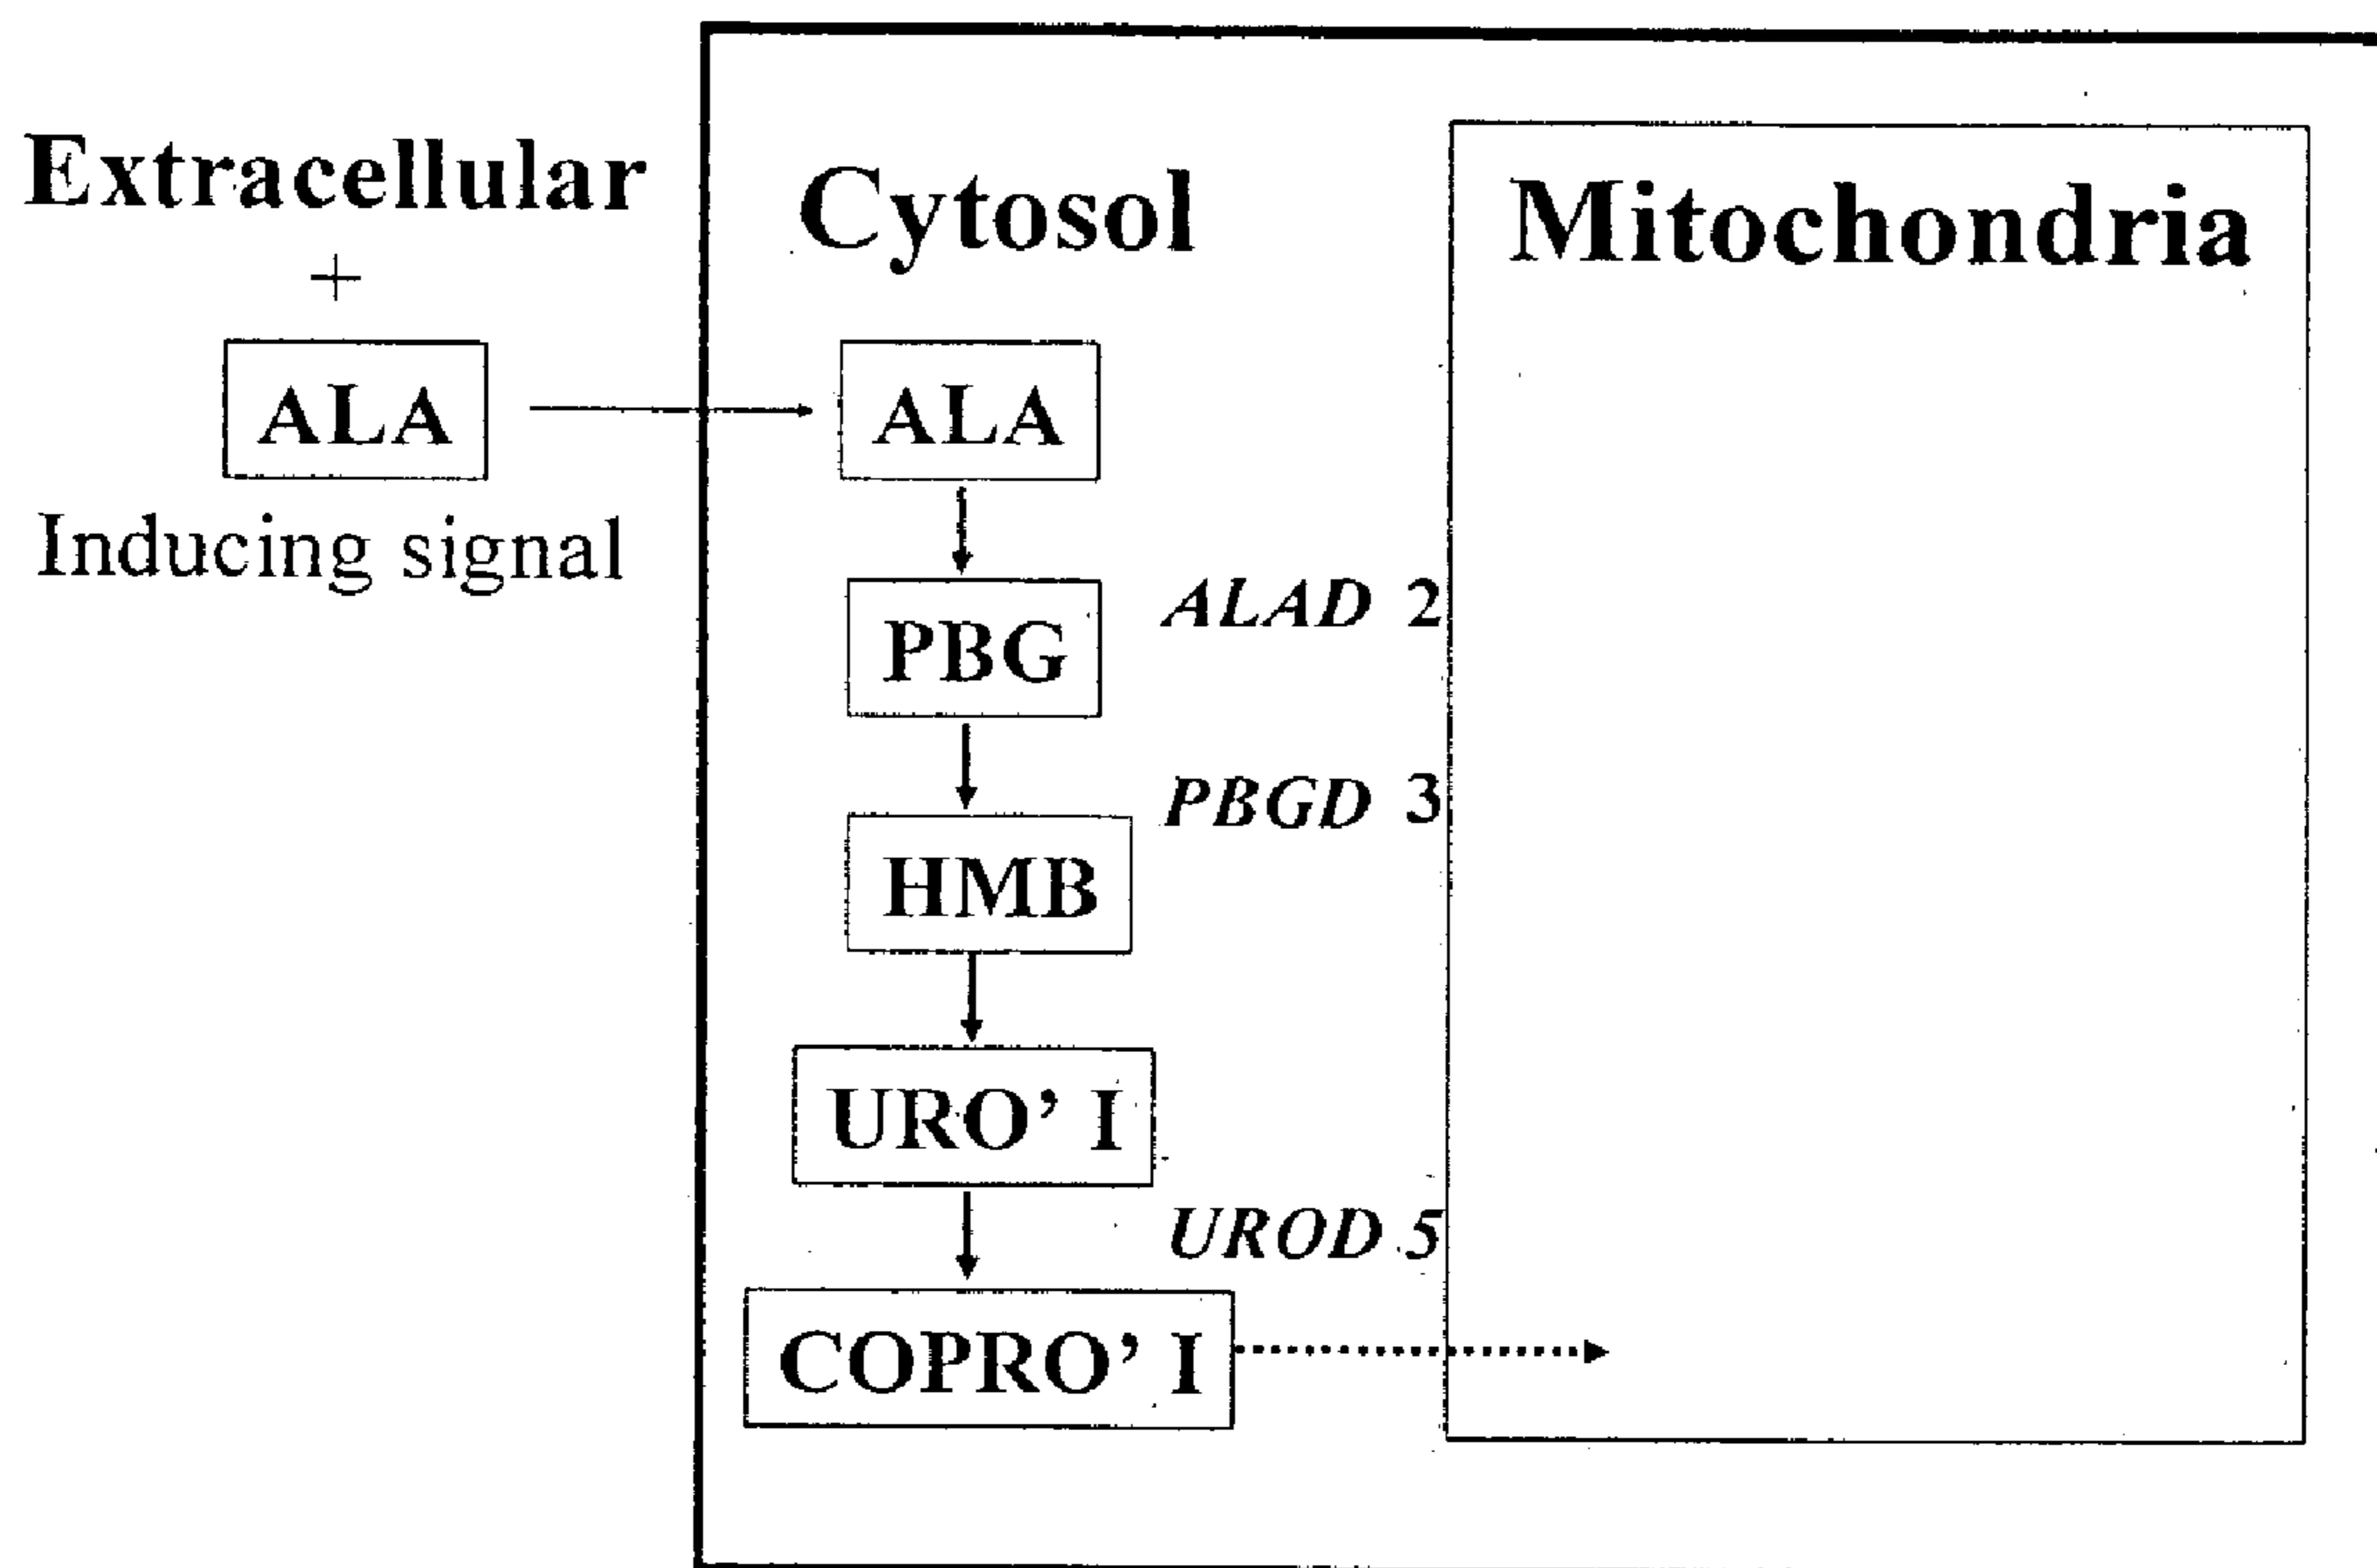 Extracellular
+
ALA
Inducing signal
Cytosol
ALA
PBG
HMB
URO’ I
COPRO’ I
ALAD 2
PBGD 3
UROD 5
Mitochondria